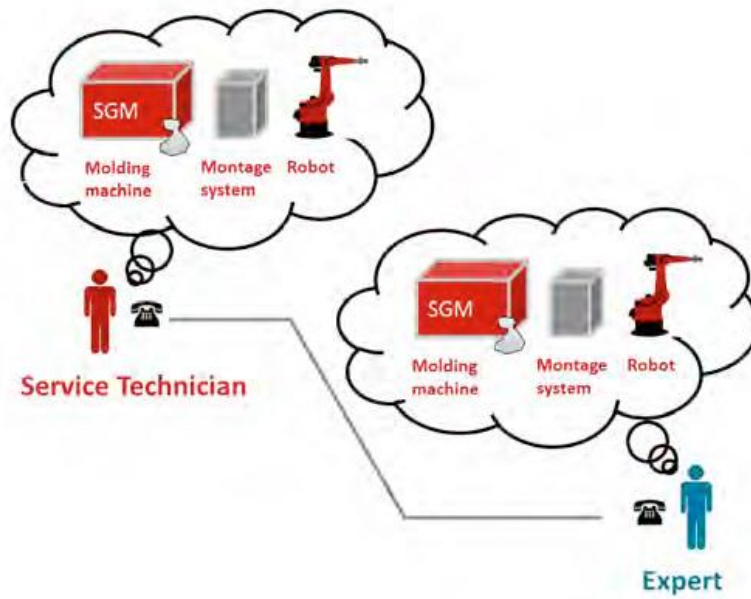 SGM
Molding
machine
Montage
system
Robot
Service Technician
SGM
Molding
machine
Montage
system
Robot
Expert